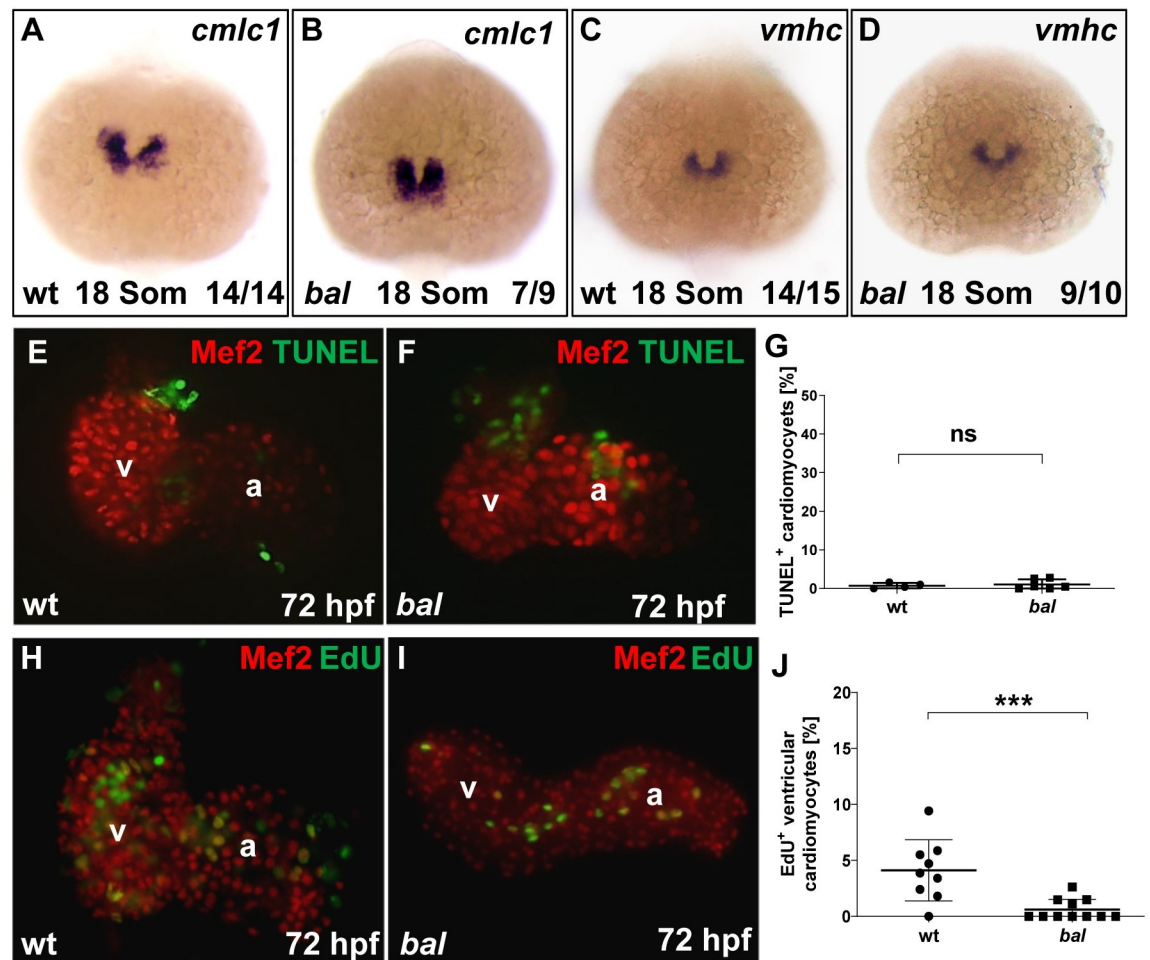 A cmlc1
wt 18 Som 14/14
B cmlc1
bal 18 Som 7/9
C vmhc
wt 18 Som 14/15
D vmhc
bal 18 Som 9/10
E Mef2 TUNEL
v
a
wt 72 hpf
F Mef2 TUNEL
v
a
bal 72 hpf
G
TUNEL+ cardiomyocyets [%]
50
40
30
20
10
0
ns
wt bal
H Mef2 EdU
v
a
wt 72 hpf
I Mef2 EdU
v
a
bal 72 hpf
J
EdU+ ventricular
cardiomyocytes [%]
20
15
10
5
0
***
wt bal